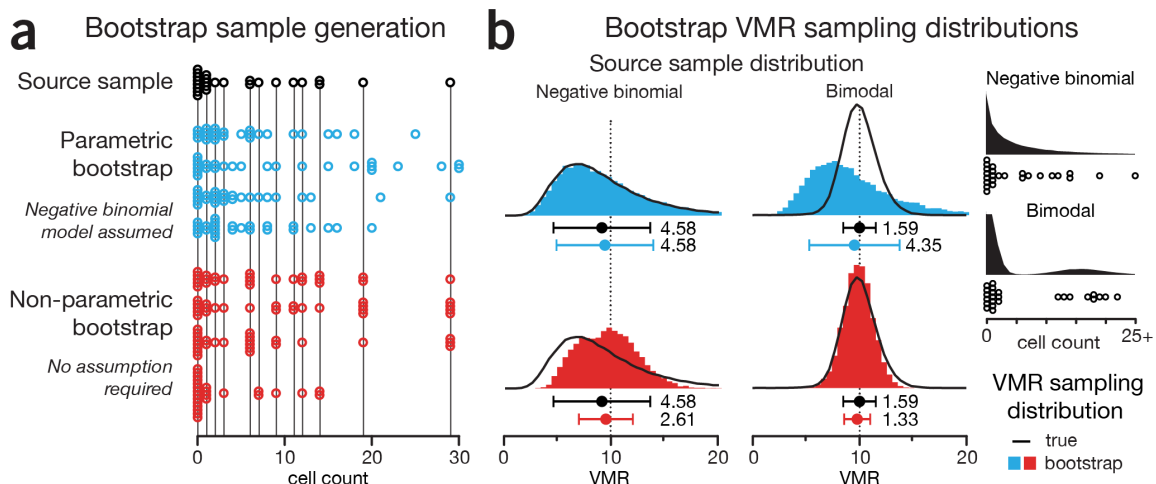 a
Bootstrap sample generation
Source sample
Parametric
bootstrap
Negative binomial
model assumed
Non-parametric
bootstrap
No assumption
required
0
10
20
30
cell count
b
Bootstrap VMR sampling distributions
Source sample distribution
Negative binomial
Bimodal
4.58
4.58
1.59
4.35
4.58
2.61
1.59
1.33
0
10
20
VMR
0
10
20
VMR
Negative binomial
Bimodal
0
25+
cell count
VMR sampling
distribution
true
bootstrap